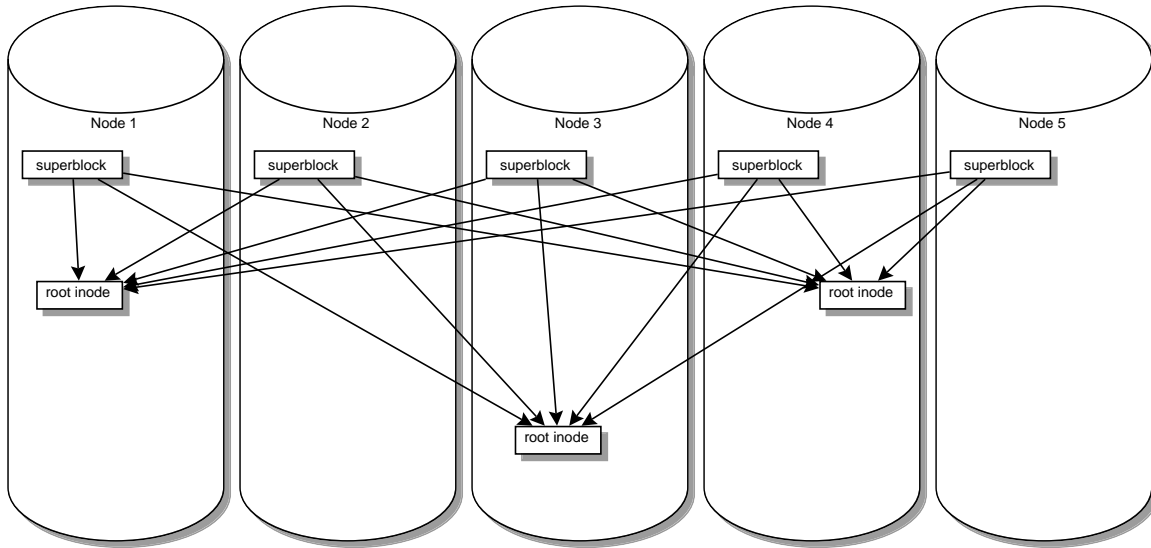 Node 1
Node 2
Node 3
Node 4
Node 5
superblock
superblock
superblock
superblock
superblock
root inode
root inode
root inode